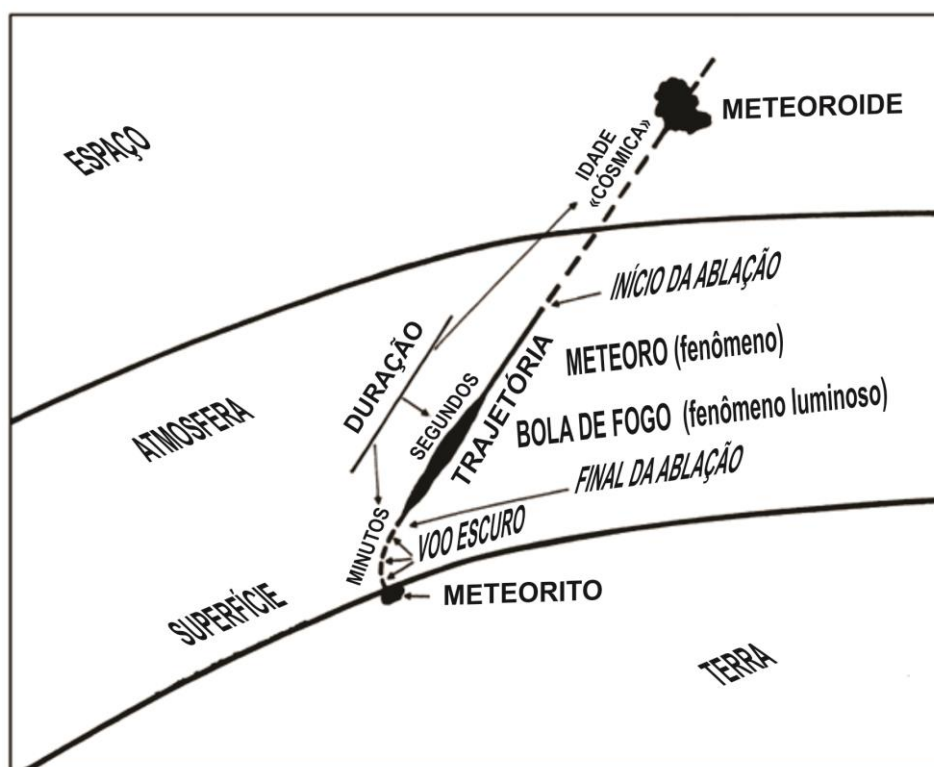 METEOROIDE
ESPAÇO
IDADE
«CÓSMICA»
INÍCIO DA ABLAÇÃO
DURAÇÃO
METEORO (fenômeno)
SEGUNDOS
TRAJETÓRIA
ATMOSFERA
BOLA DE FOGO (fenômeno luminoso)
FINAL DA ABLAÇÃO
MINUTOS
VOO ESCURO
SUPERFÍCIE
METEORITO
TERRA